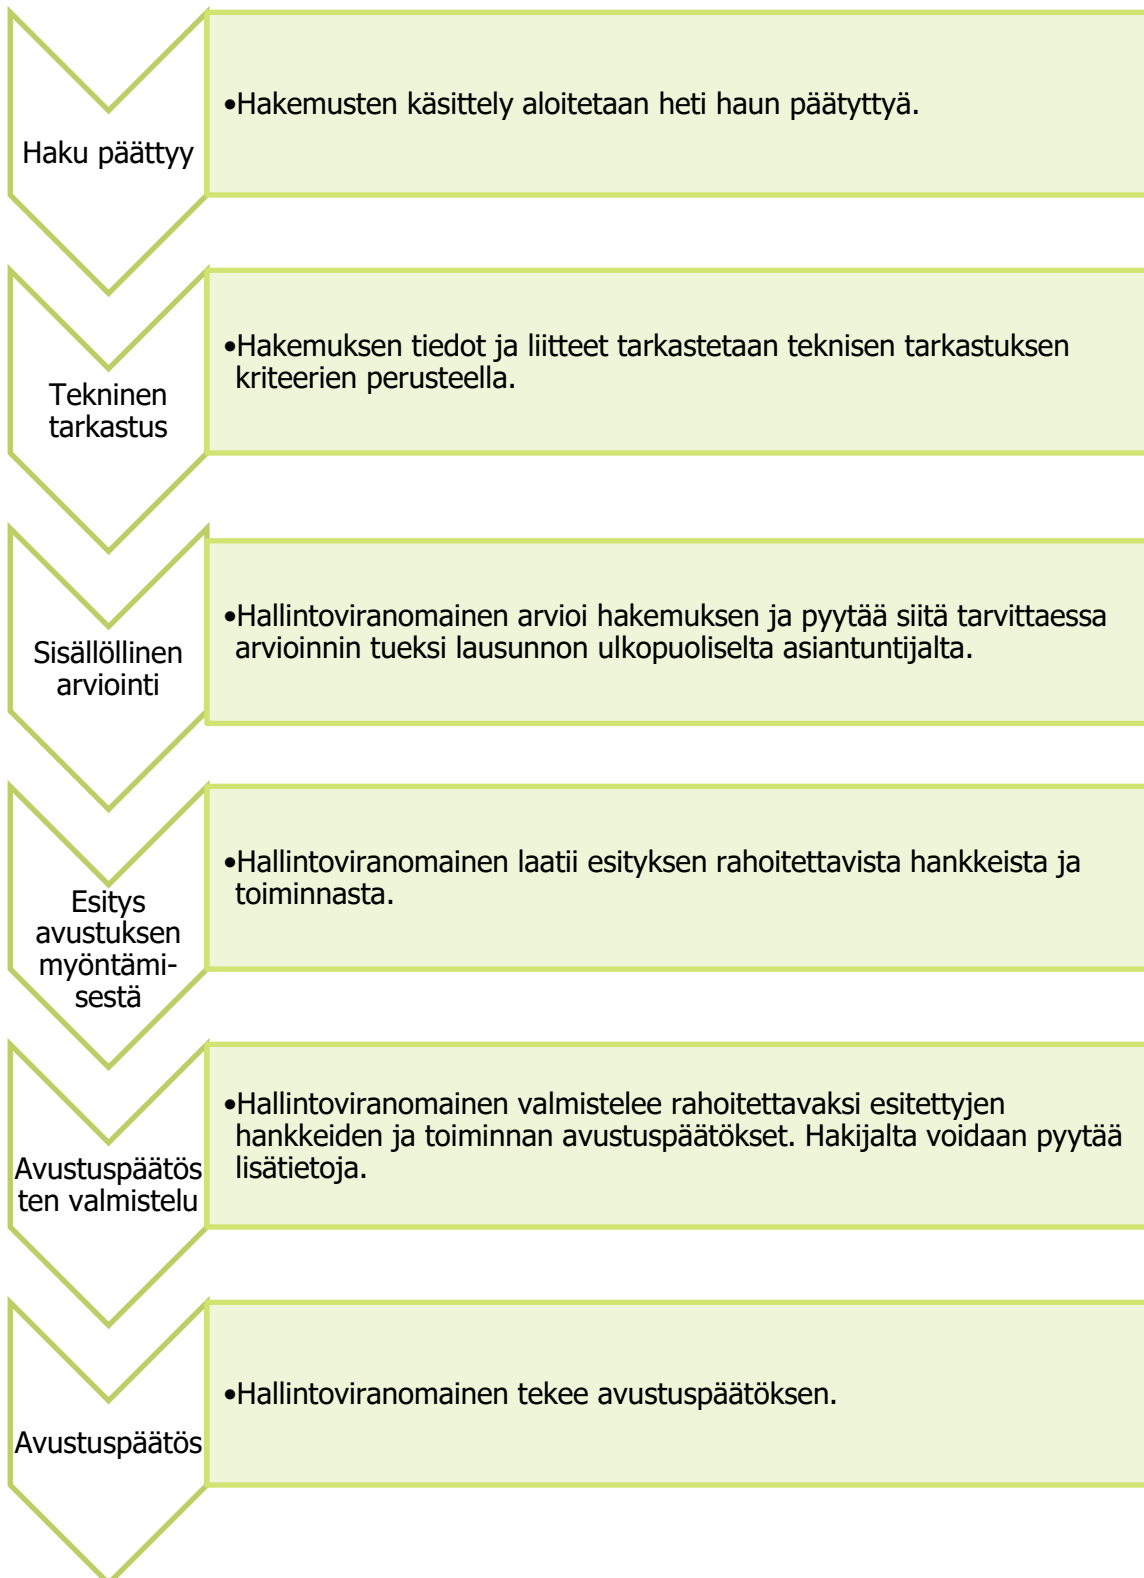 Haku päättyy
•Hakemusten käsittely aloitetaan heti haun päätyttyä.
Tekninen
tarkastus
•Hakemuksen tiedot ja liitteet tarkastetaan teknisen tarkastuksen
kriteerien perusteella.
Sisällöllinen
arviointi
•Hallintoviranomainen arvioi hakemuksen ja pyytää siitä tarvittaessa
arvioinnin tueksi lausunnon ulkopuoliselta asiantuntijalta.
Esitys
avustuksen
myöntämi-
sestä
•Hallintoviranomainen laatii esityksen rahoitettavista hankkeista ja
toiminnasta.
Avustuspäätös
ten valmistelu
•Hallintoviranomainen valmistelee rahoitettavaksi esitettyjen
hankkeiden ja toiminnan avustuspäätökset. Hakijalta voidaan pyytää
lisätietoja.
Avustuspäätös
•Hallintoviranomainen tekee avustuspäätöksen.